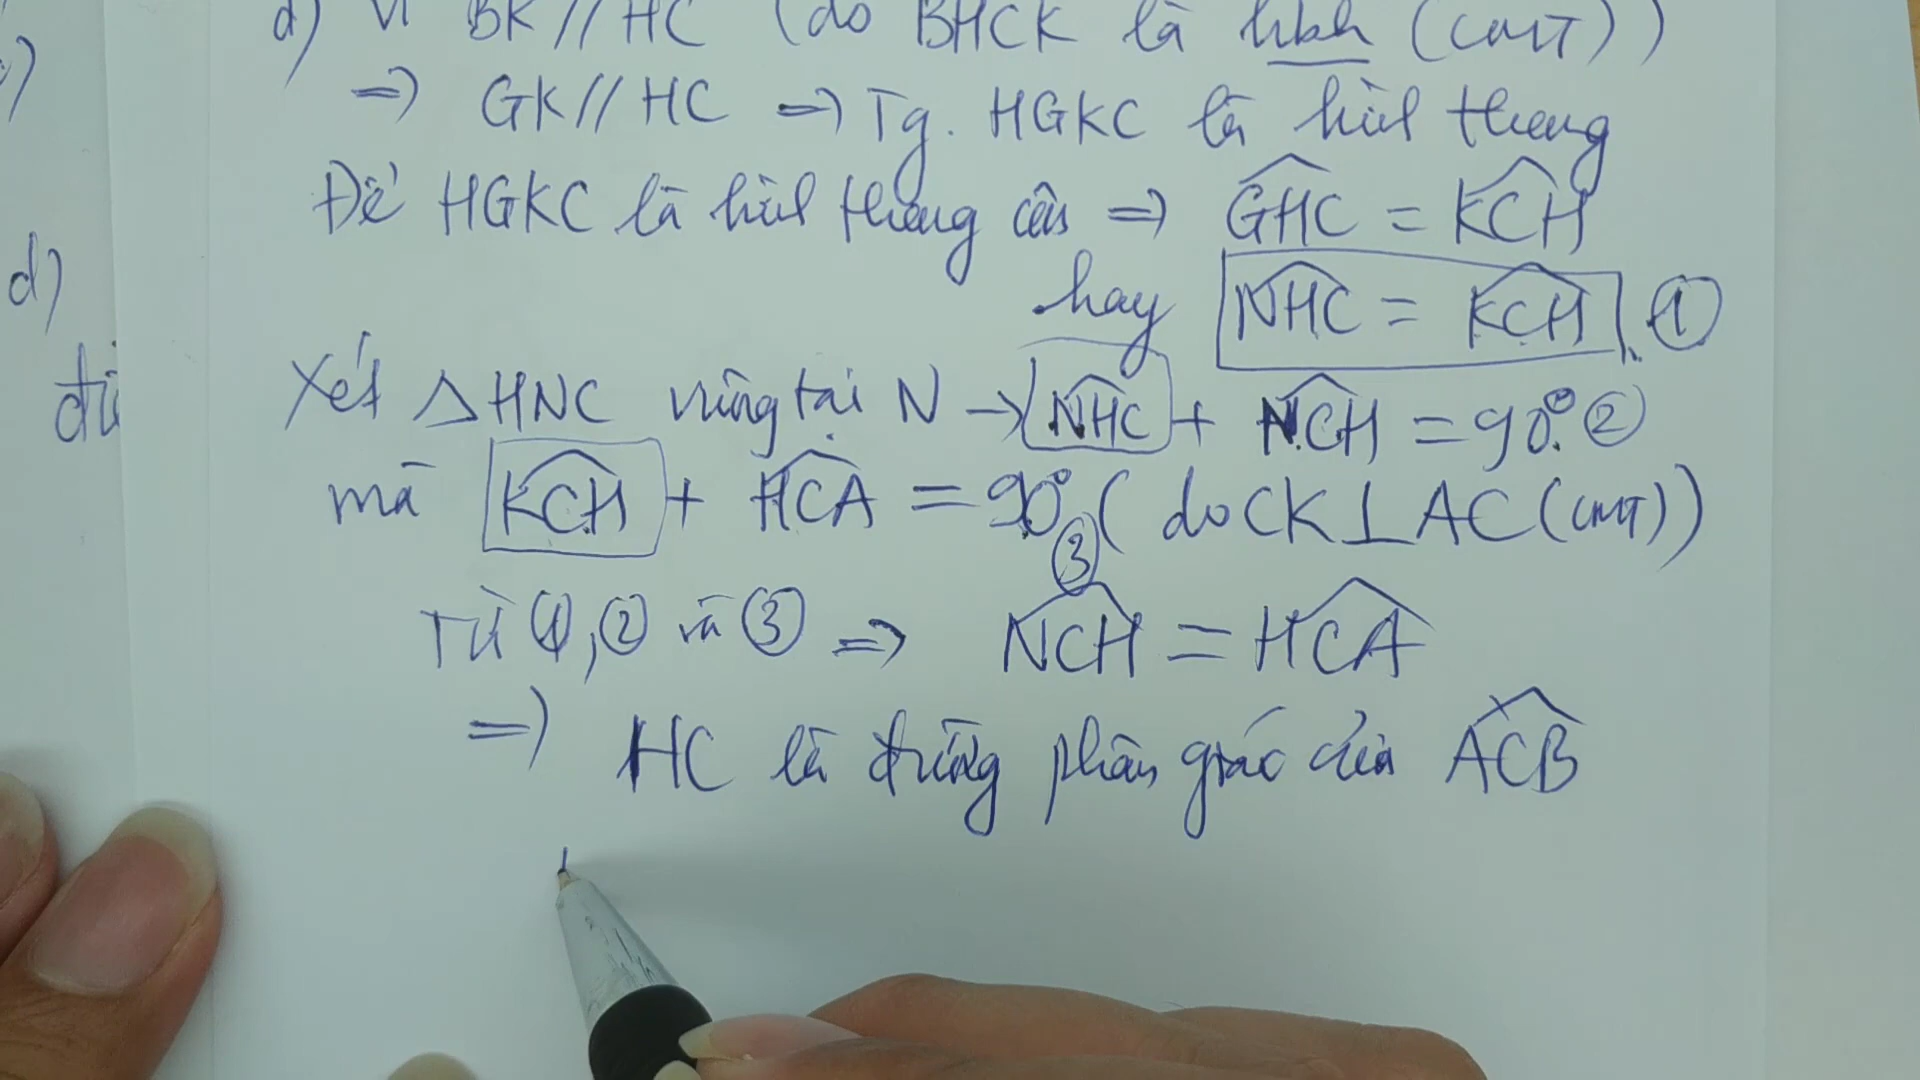 d) Vì BK // HC (do BHCK là hbh (CMT))
=> GK // HC => Tg. HGKC là hình thang
Để HGKC là hình thang cân => GHC = KCH
hay NHC = KCH. ①
Xét △HNC vuông tại N -> NHC + NCH = 90° ②
mà KCH + HCA = 90° ③ (do CK ⊥ AC (CMT))
Từ ①, ② và ③ => NCH = HCA
=> HC là đường phân giác của ACB
d)
đư